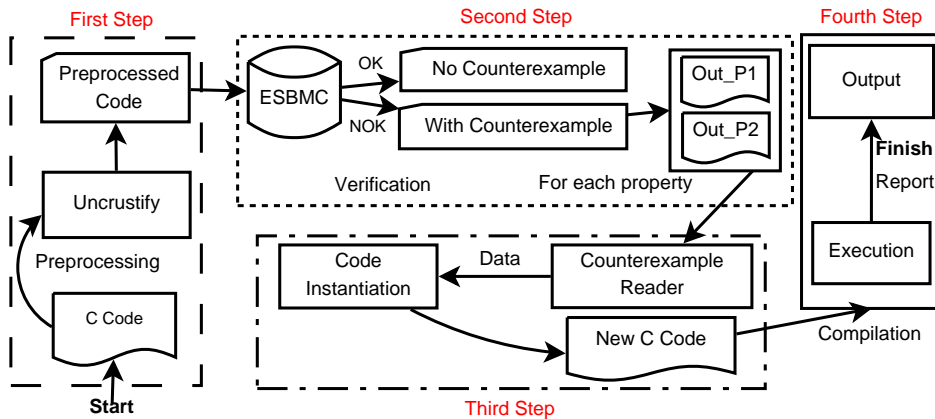 First Step
Preprocessed
Code
Uncrustify
Preprocessing
C Code
Start
Second Step
ESBMC
OK
NOK
No Counterexample
With Counterexample
Out_P1
Out_P2
Verification
For each property
Code
Instantiation
Data
Counterexample
Reader
New C Code
Third Step
Fourth Step
Output
Finish
Report
Execution
Compilation